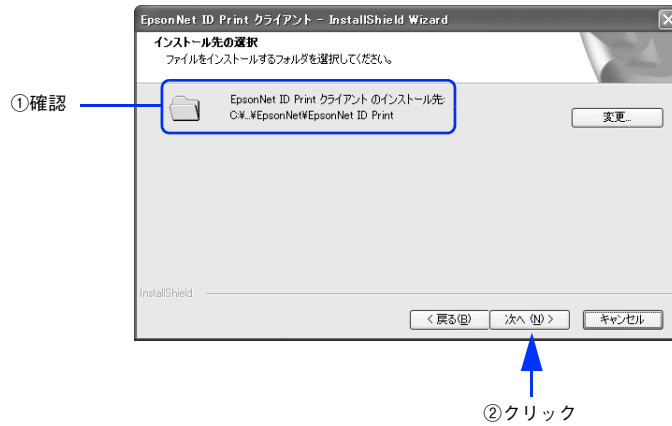 EpsonNet ID Print クライアント - InstallShield Wizard
インストール先の選択
ファイルをインストールするフォルダを選択してください。
①確認
EpsonNet ID Print クライアント のインストール先:
C:¥...¥EpsonNet¥EpsonNet ID Print
変更...
InstallShield
< 戻る(B)
次へ (N) >
キャンセル
②クリック